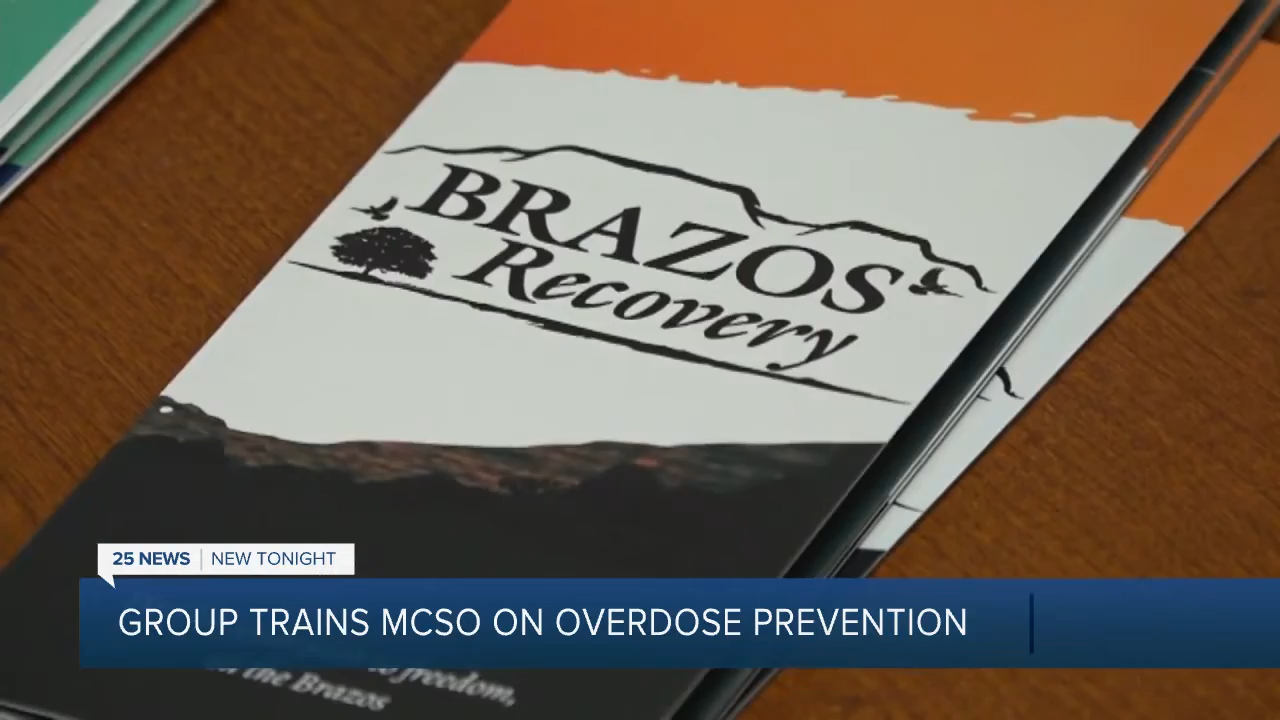 BRAZOS
Recovery
25 NEWS | NEW TONIGHT
GROUP TRAINS MCSO ON OVERDOSE PREVENTION
to freedom,
the Brazos